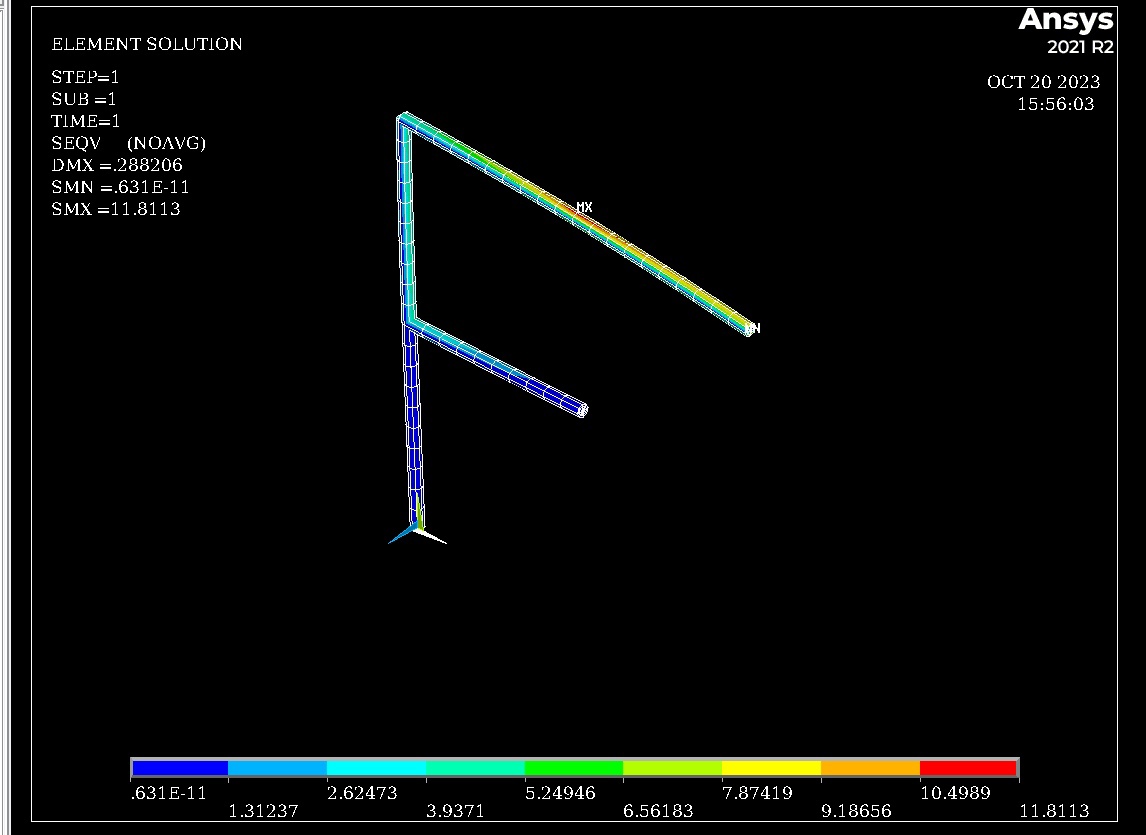 Ansys
2021 R2
ELEMENT SOLUTION
STEP=1
SUB =1
TIME=1
SEQV (NOAVG)
DMX =.288206
SMN =.631E-11
SMX =11.8113
OCT 20 2023
15:56:03
MX
MN
.631E-11
1.31237
2.62473
3.9371
5.24946
6.56183
7.87419
9.18656
10.4989
11.8113